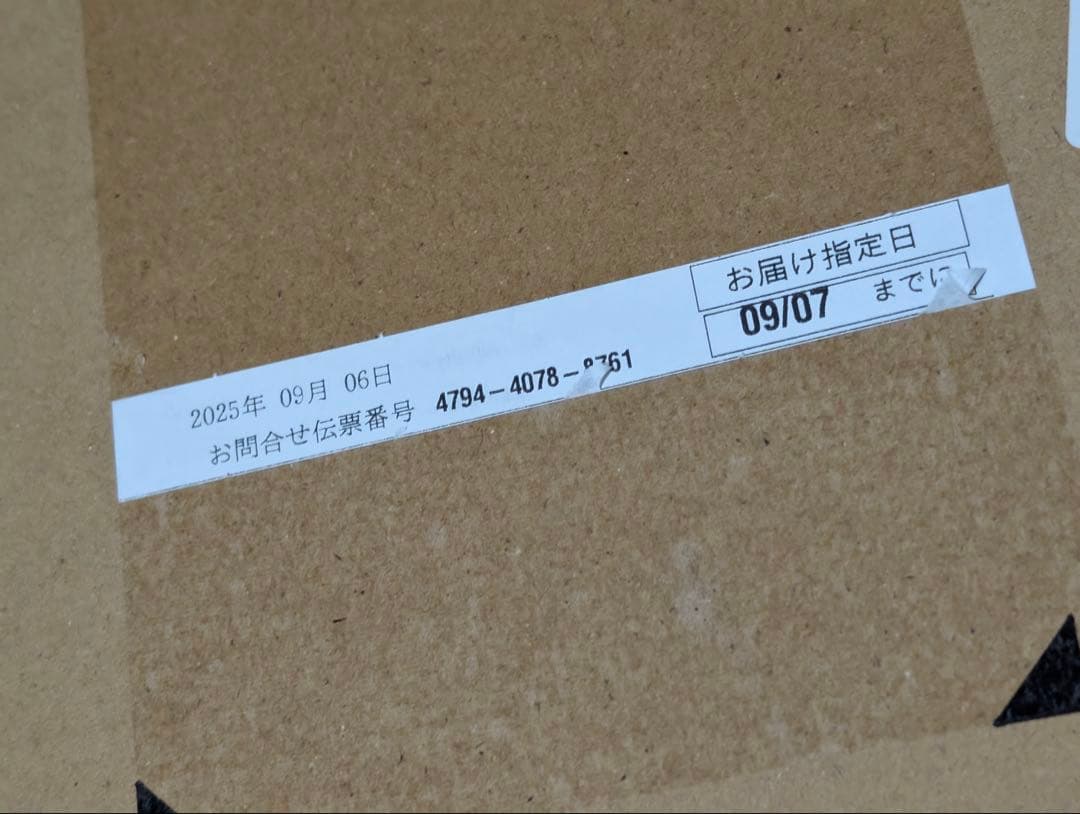 お届け指定日
09/07 までに
2025年 09月 06日
お問合せ伝票番号 4794-4078-8761